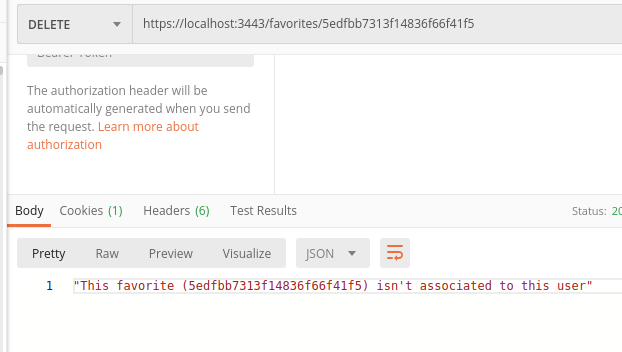 DELETE
https://localhost:3443/favorites/5edfbb7313f14836f66f41f5
Bearer Token
The authorization header will be
automatically generated when you send
the request. Learn more about
authorization
Body Cookies (1) Headers (6) Test Results Status: 20
Pretty Raw Preview Visualize JSON
1 "This favorite (5edfbb7313f14836f66f41f5) isn't associated to this user"